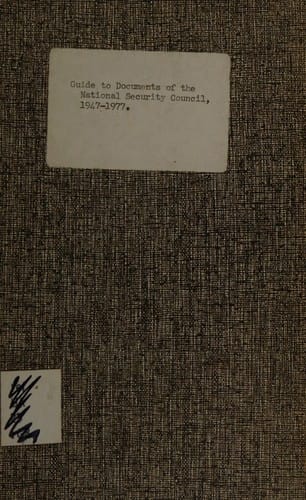 Guide to Documents of the
National Security Council,
1947-1977.